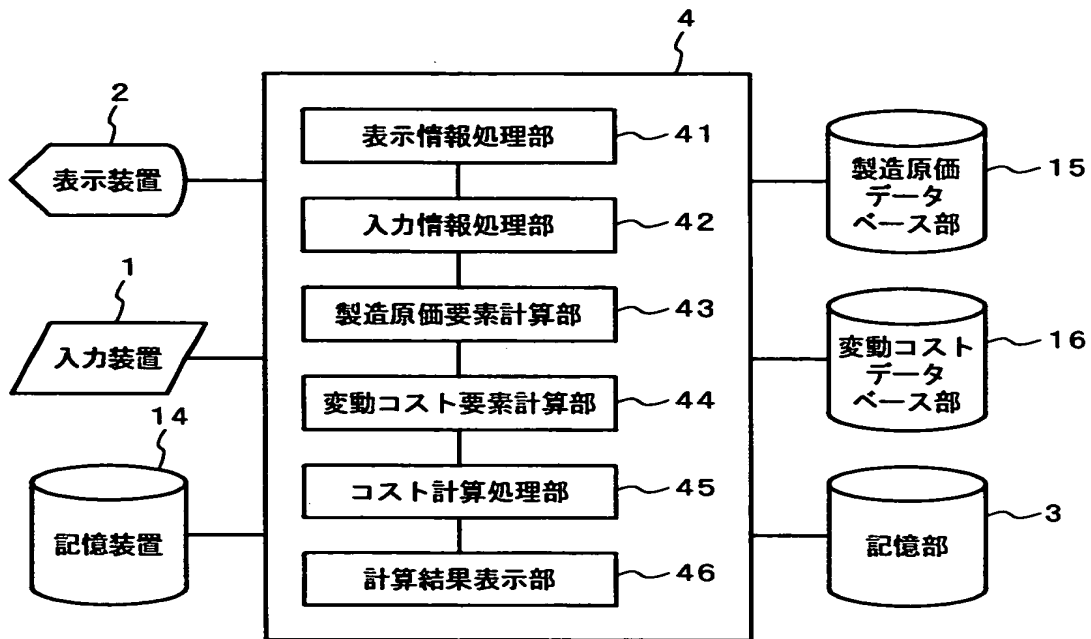 4
2
表示装置
1
入力装置
14
記憶装置
表示情報処理部
41
入力情報処理部
42
製造原価要素計算部
43
変動コスト要素計算部
44
コスト計算処理部
45
計算結果表示部
46
製造原価
データ
ベース部
15
変動コスト
データ
ベース部
16
記憶部
3